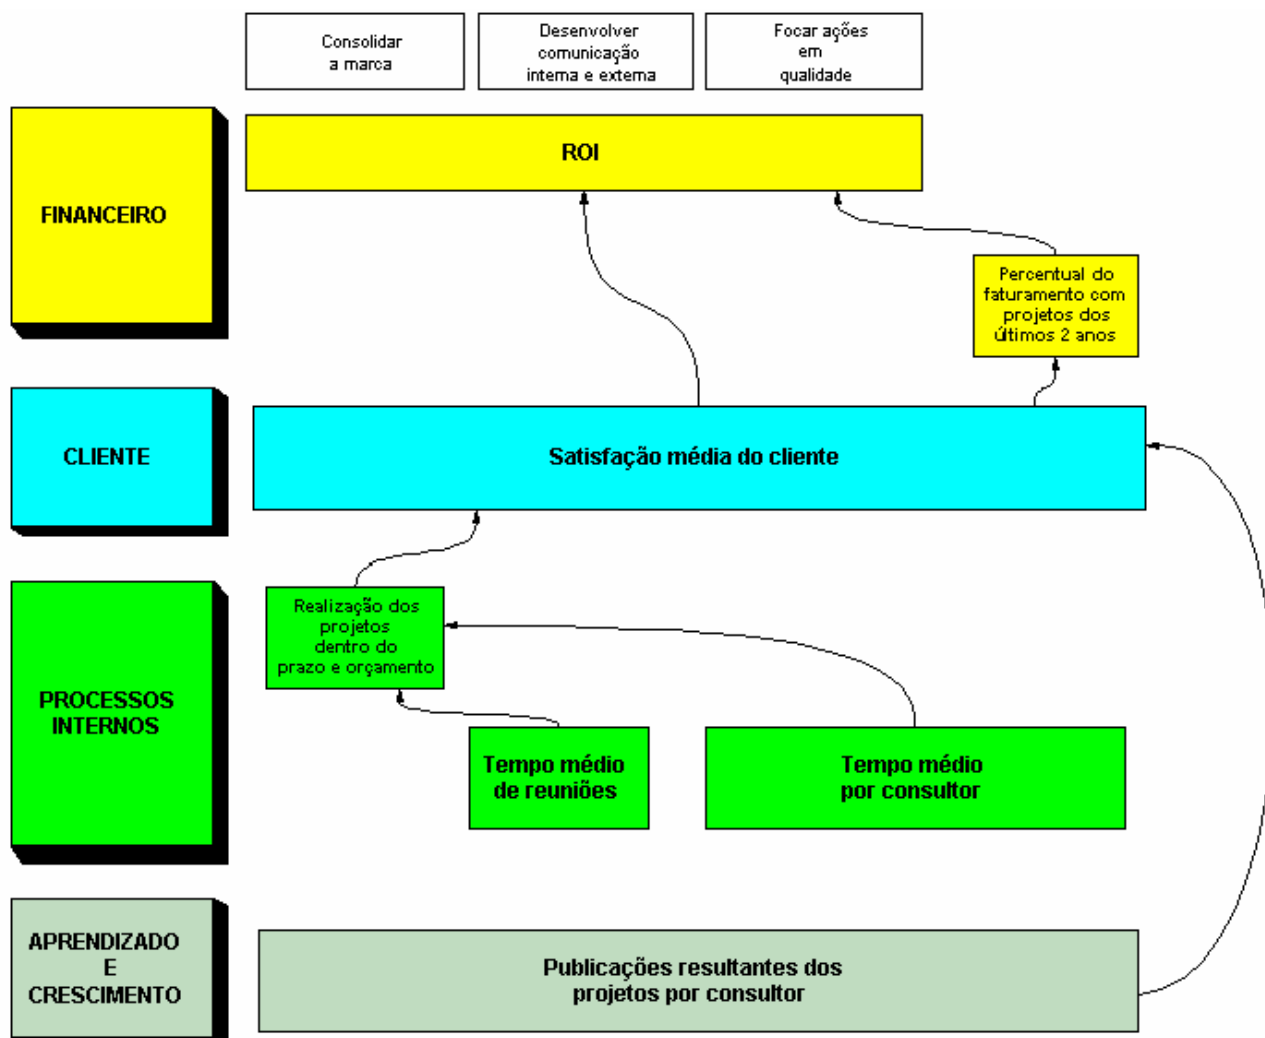 Consolidar
a marca
Desenvolver
comunicação
interna e externa
Focar ações
em
qualidade
FINANCEIRO
ROI
Percentual do
faturamento com
projetos dos
últimos 2 anos
CLIENTE
Satisfação média do cliente
PROCESSOS
INTERNOS
Realização dos
projetos
dentro do
prazo e orçamento
Tempo médio
de reuniões
Tempo médio
por consultor
APRENDIZADO
E
CRESCIMENTO
Publicações resultantes dos
projetos por consultor